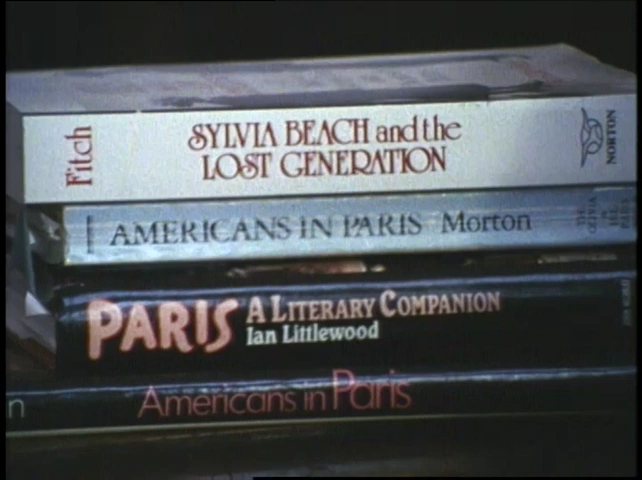 Fitch
SYLVIA BEACH and the
LOST GENERATION
NORTON
AMERICANS IN PARIS Morton
PARIS
A LITERARY COMPANION
Ian Littlewood
n
Americans in Paris